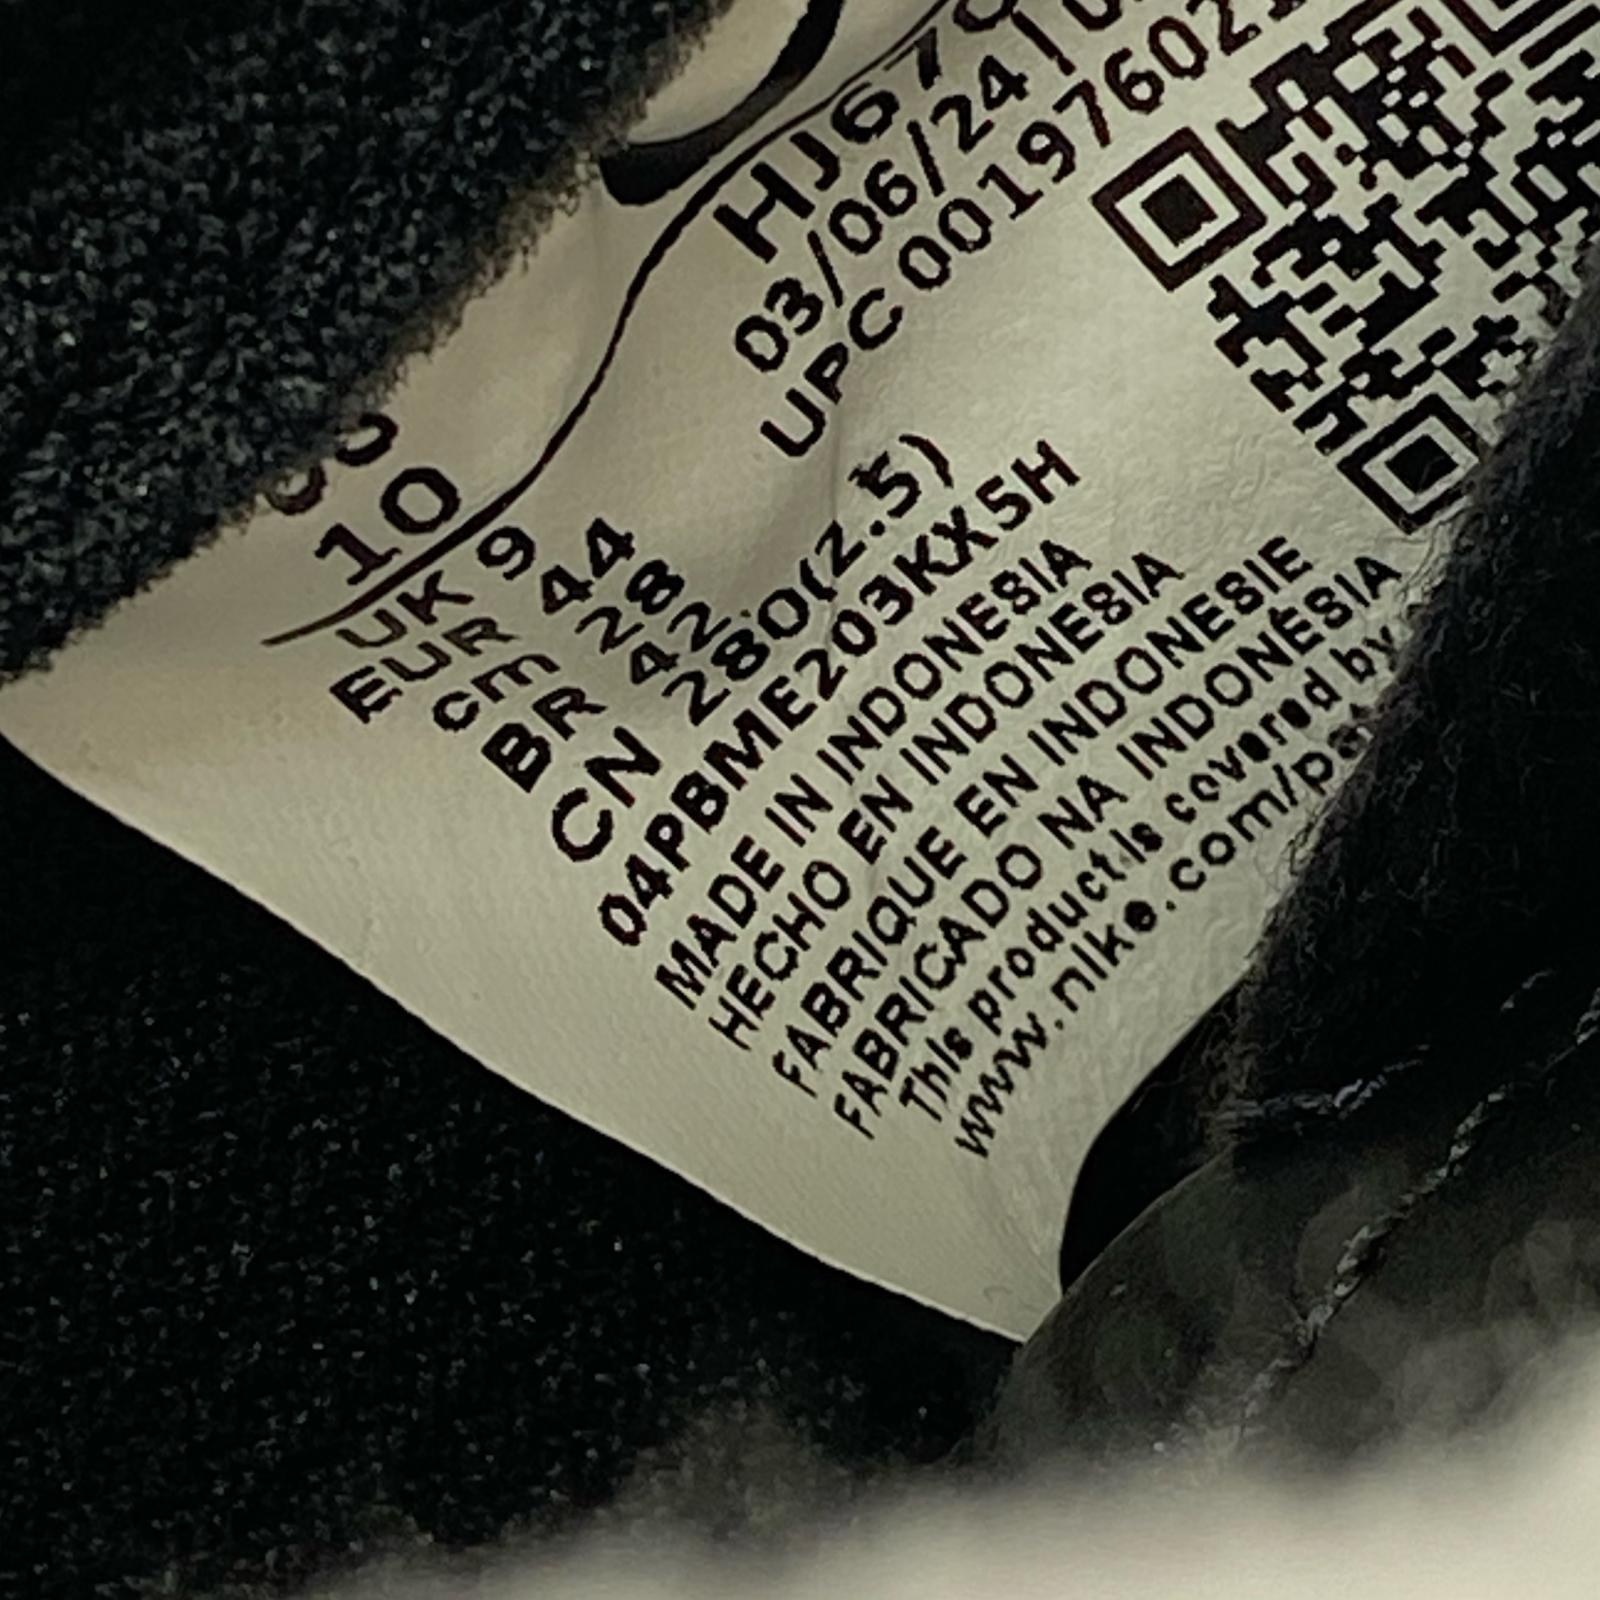 HJ67
03/06/24 |
UPC 00197602
10
UK 9
EUR 44
cm 28
BR 42
CN 280(2.5)
04PBME203KX5H
MADE IN INDONESIA
HECHO EN INDONESIA
FABRIQUE EN INDONESIE
FABRICADO NA INDONÉSIA
This product is covered by
www.nike.com/pa